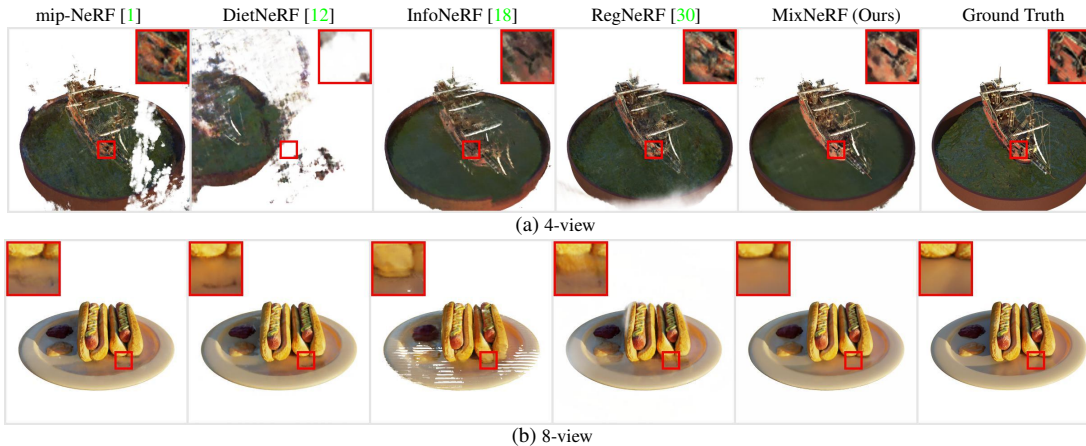 mip-NeRF [1] DietNeRF [12] InfoNeRF [18] RegNeRF [30] MixNeRF (Ours) Ground Truth
(a) 4-view
(b) 8-view